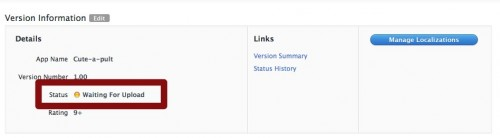 Version Information Edit
Details
App Name Cute-a-pult
Version Number 1.00
Status Waiting For Upload
Rating 9+
Links
Version Summary
Status History
Manage Localizations